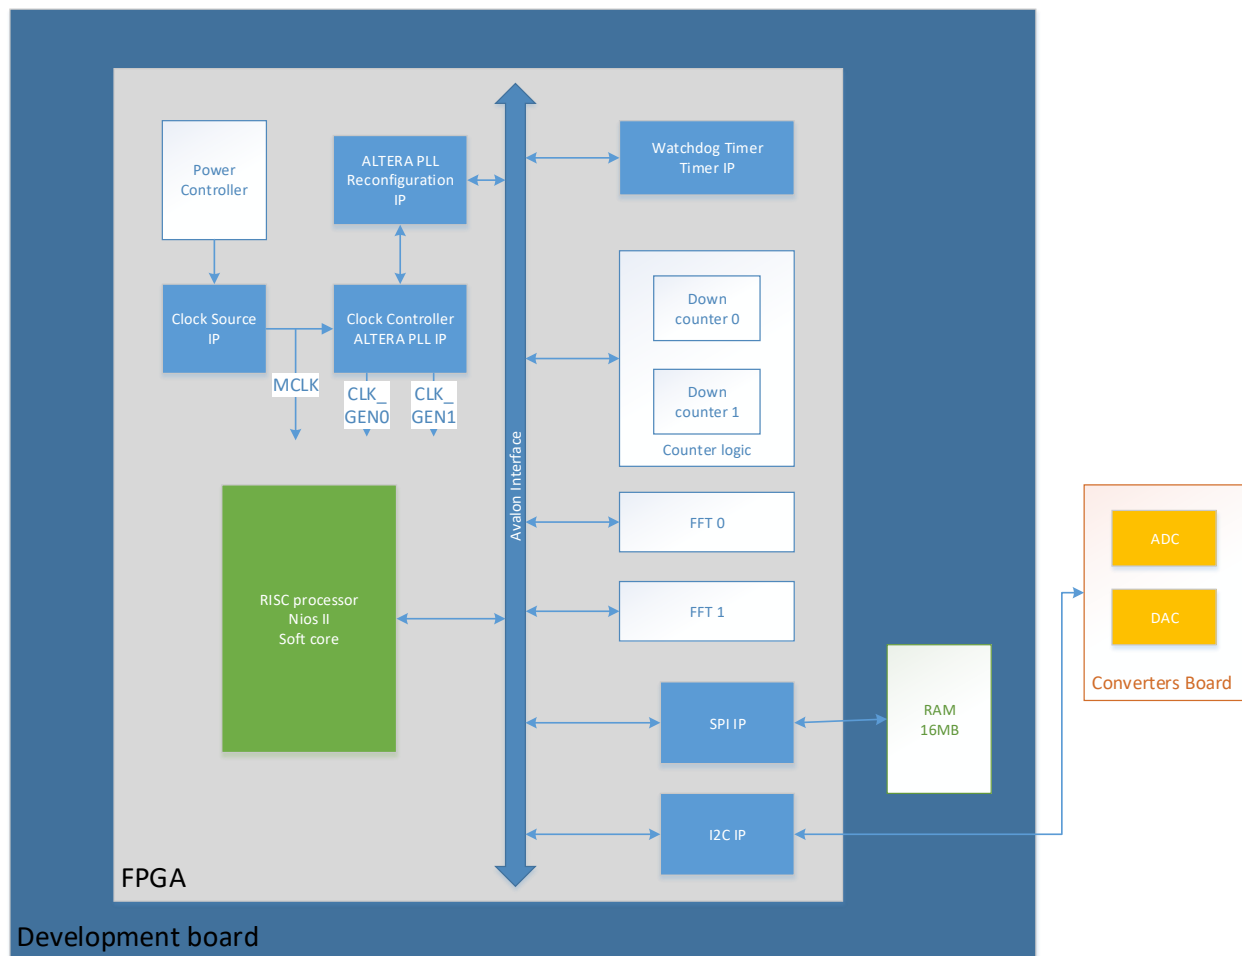 Power
Controller
ALTERA PLL
Reconfiguration
IP
Watchdog Timer
Timer IP
Clock Source
IP
Clock Controller
ALTERA PLL IP
MCLK
CLK_
GEN0
CLK_
GEN1
Down
counter 0
Down
counter 1
Counter logic
Avalon Interface
FFT 0
FFT 1
RISC processor
Nios II
Soft core
SPI IP
I2C IP
RAM
16MB
ADC
DAC
Converters Board
FPGA
Development board